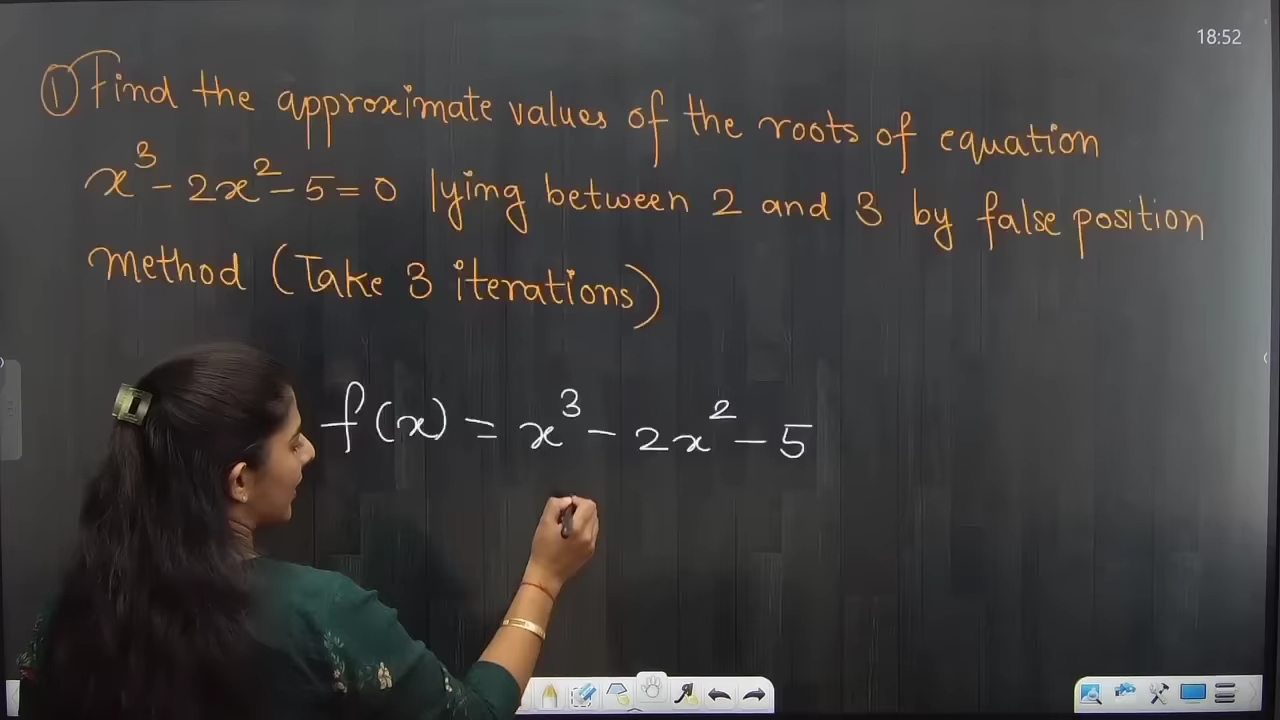 18:52
① Find the approximate values of the roots of equation
x³ - 2x² - 5 = 0 lying between 2 and 3 by false position
method (Take 3 iterations)
f(x) = x³ - 2x² - 5